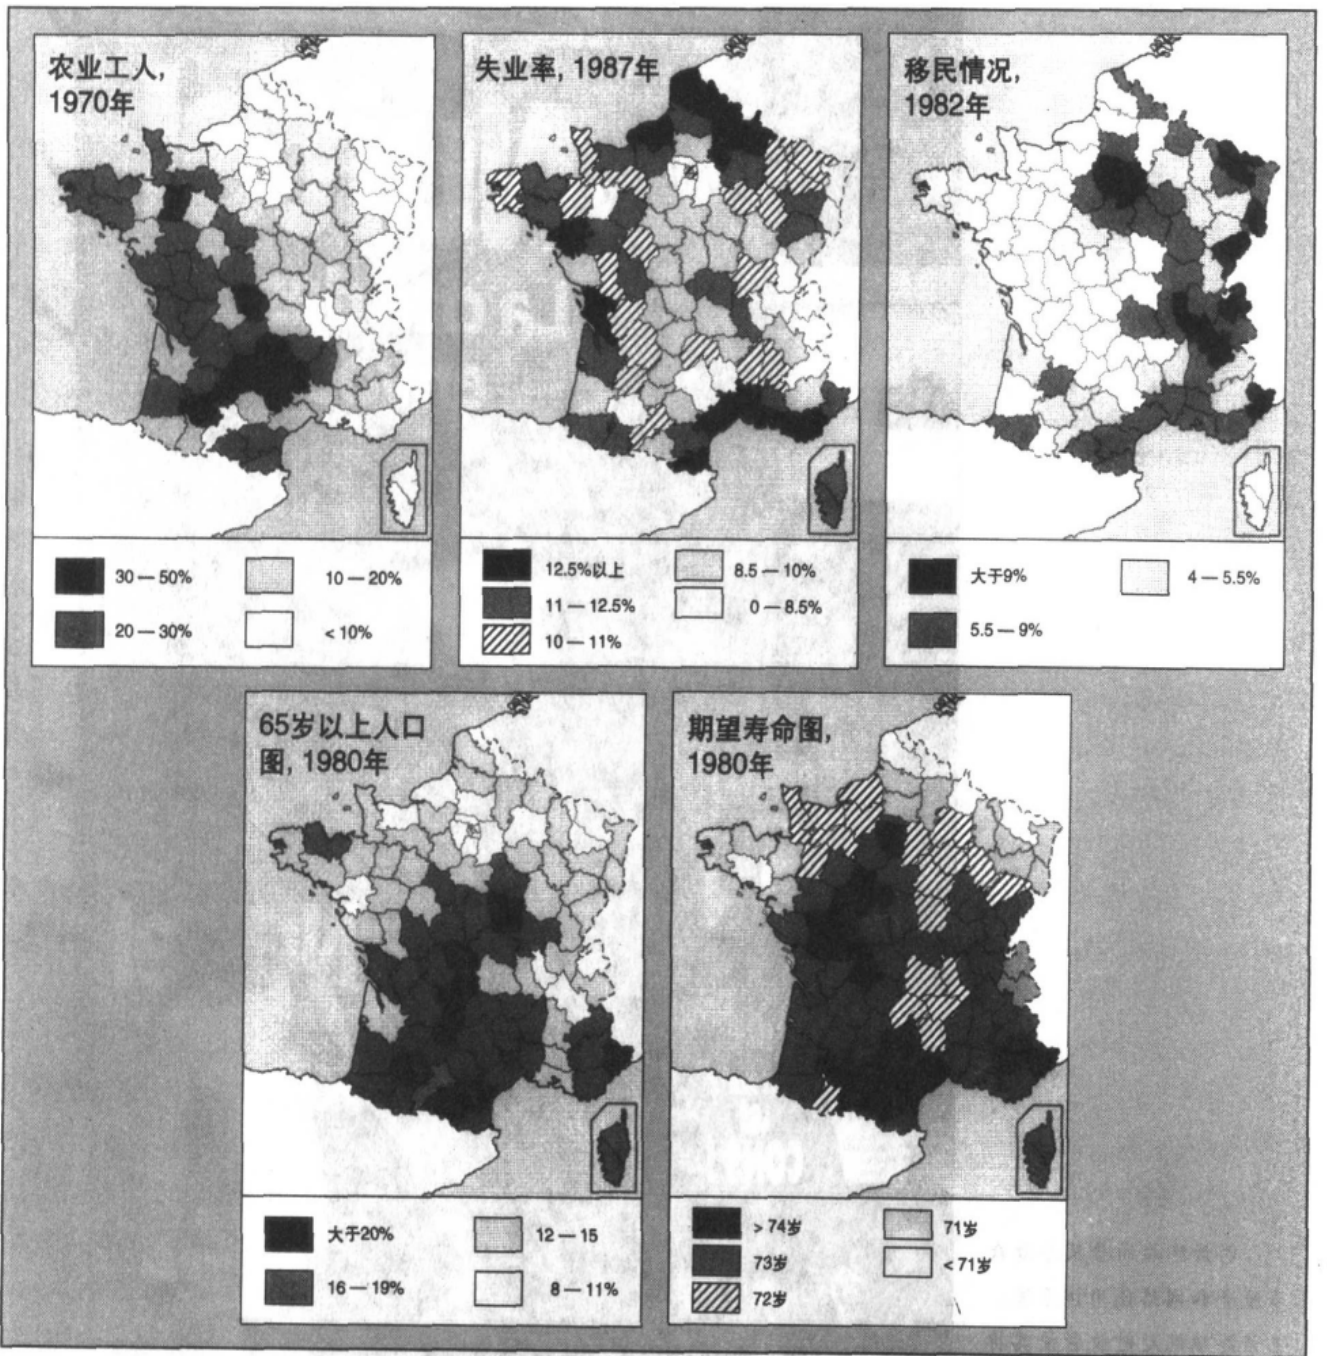 农业工人,
1970年
30 — 50%
10 — 20%
20 — 30%
< 10%
失业率, 1987年
12.5%以上
8.5 — 10%
11 — 12.5%
0 — 8.5%
10 — 11%
移民情况,
1982年
大于9%
4 — 5.5%
5.5 — 9%
65岁以上人口
图, 1980年
大于20%
12 — 15
16 — 19%
8 — 11%
期望寿命图,
1980年
> 74岁
71岁
73岁
< 71岁
72岁